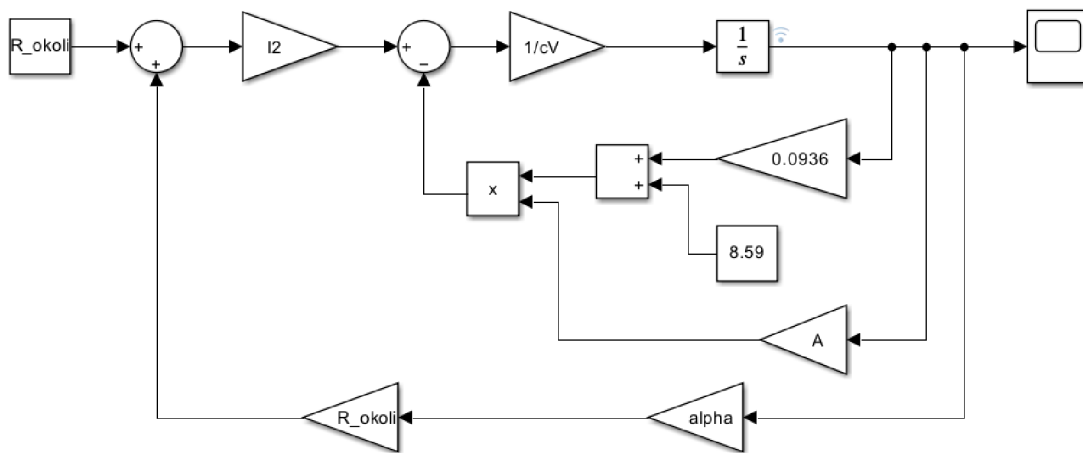 R_okoli
+
+
I2
+
−
1/cV
1
s
0.0936
+
+
x
8.59
A
R_okoli
alpha